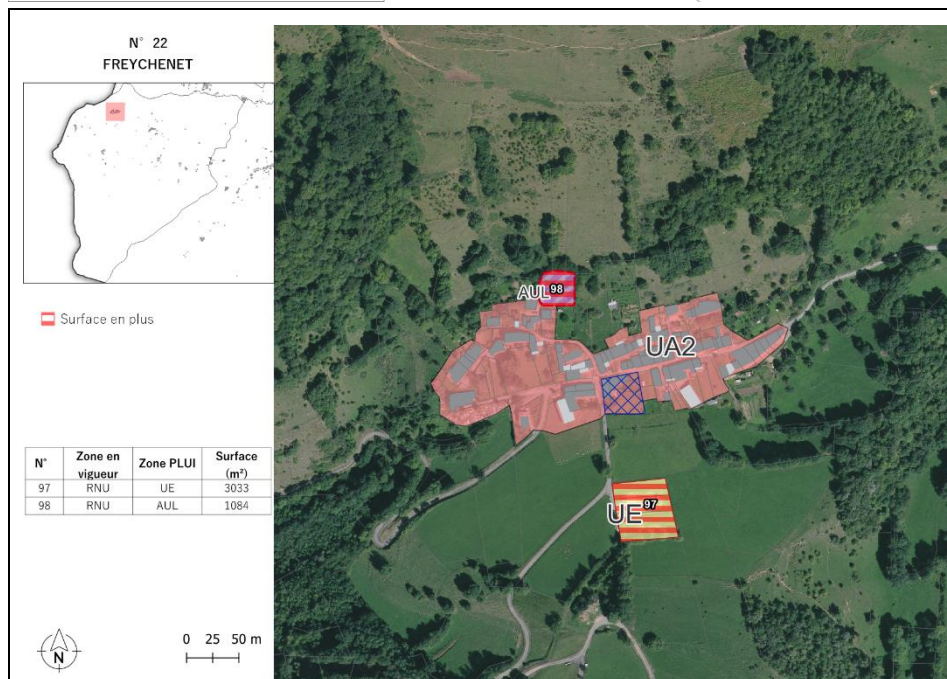 N° 22
FREYCHENET
Surface en plus
N° Zone en vigueur Zone PLUI Surface (m²)
97 RNU UE 3033
98 RNU AUL 1084
N
0 25 50 m
AUL 98
UA2
UE 97